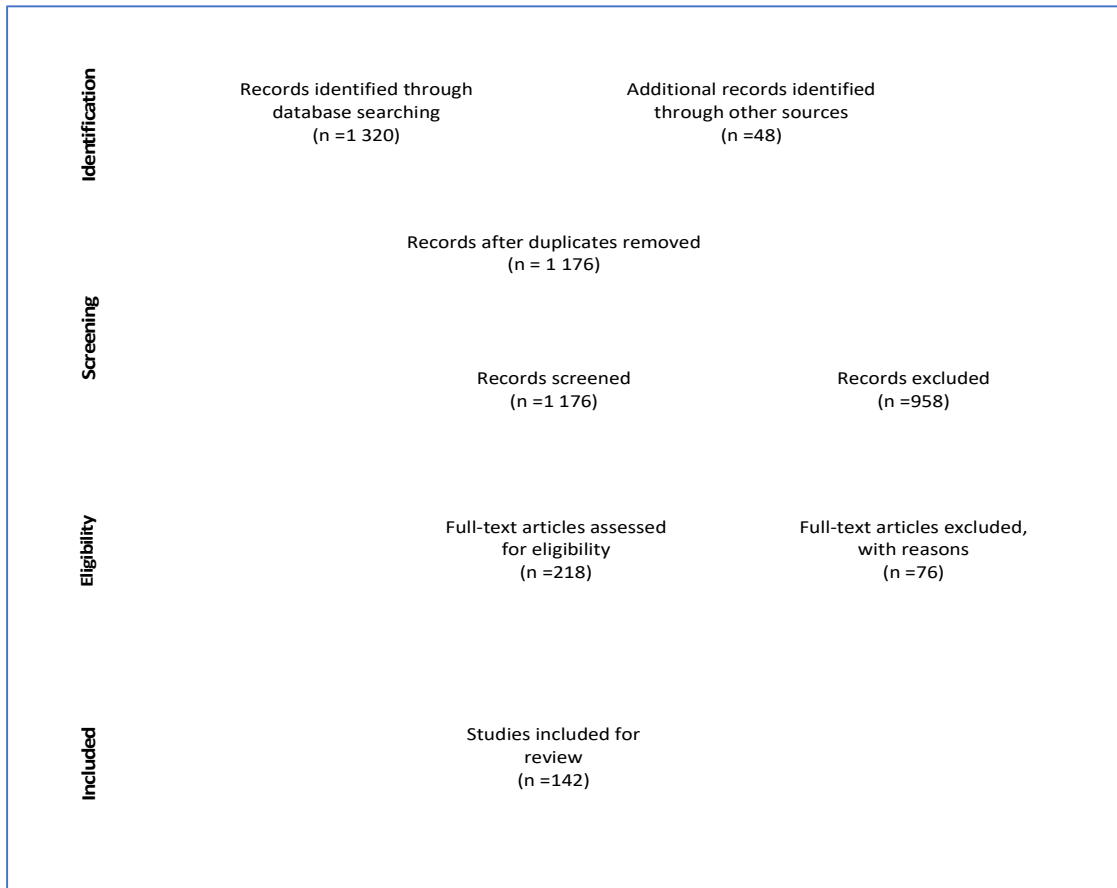 Identification
Records identified through
database searching
(n =1 320)
Additional records identified
through other sources
(n =48)
Records after duplicates removed
(n = 1 176)
Screening
Records screened
(n =1 176)
Records excluded
(n =958)
Eligibility
Full-text articles assessed
for eligibility
(n =218)
Full-text articles excluded,
with reasons
(n =76)
Included
Studies included for
review
(n =142)